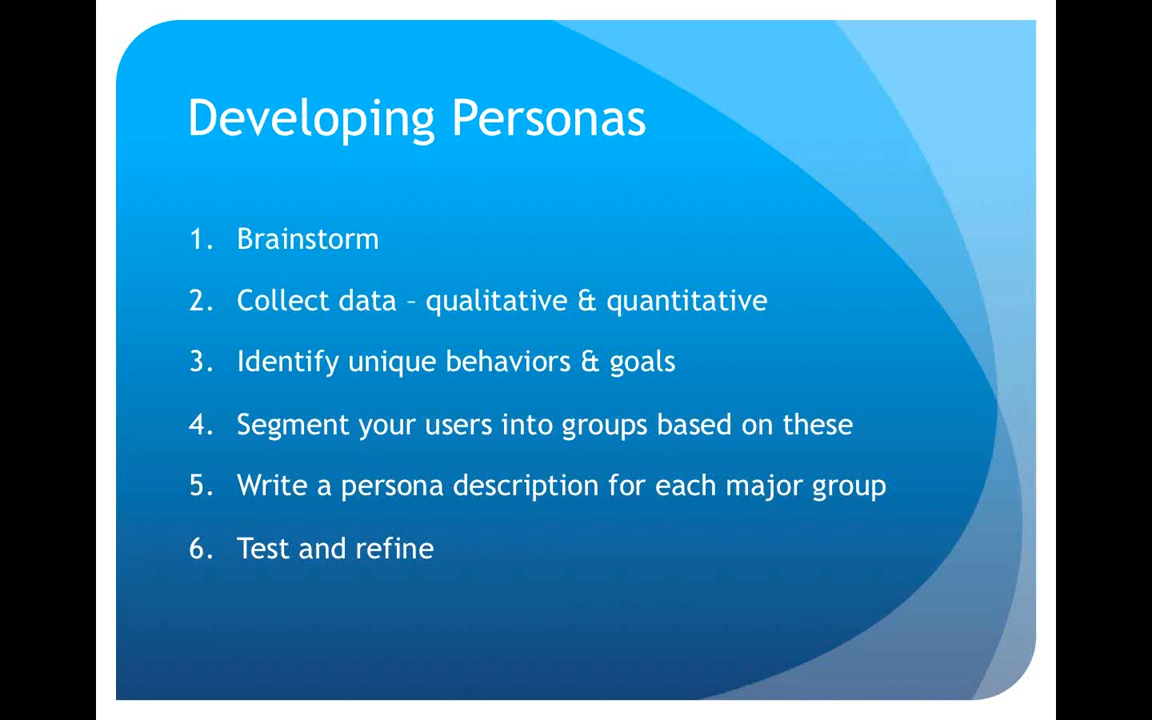 Developing Personas
1. Brainstorm
2. Collect data – qualitative & quantitative
3. Identify unique behaviors & goals
4. Segment your users into groups based on these
5. Write a persona description for each major group
6. Test and refine